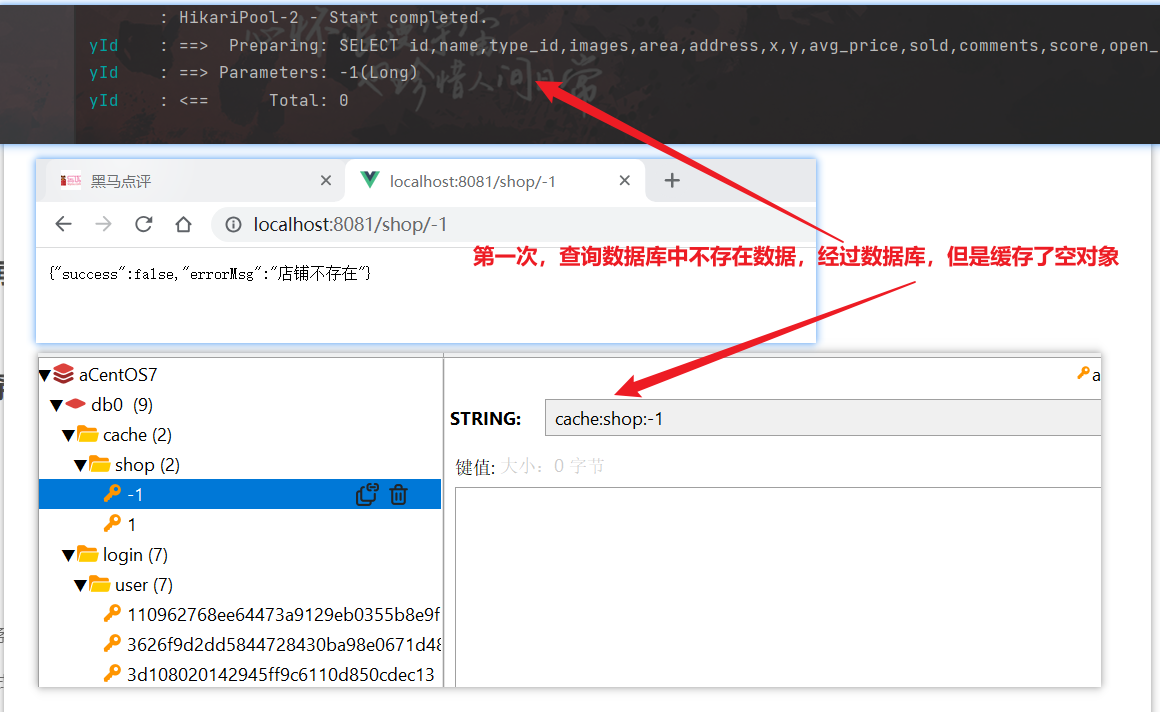 : HikariPool-2 - Start completed.
yId : ==>  Preparing: SELECT id,name,type_id,images,area,address,x,y,avg_price,sold,comments,score,open_
yId : ==> Parameters: -1(Long)
yId : <==      Total: 0
黑马点评
localhost:8081/shop/-1
localhost:8081/shop/-1
第一次，查询数据库中不存在数据，经过数据库，但是缓存了空对象
{"success":false,"errorMsg":"店铺不存在"}
aCentOS7
a
db0 (9)
cache (2)
STRING: cache:shop:-1
shop (2)
键值: 大小：0 字节
-1
1
login (7)
user (7)
110962768ee64473a9129eb0355b8e9f
3626f9d2dd5844728430ba98e0671d48
3d108020142945ff9c6110d850cdec13